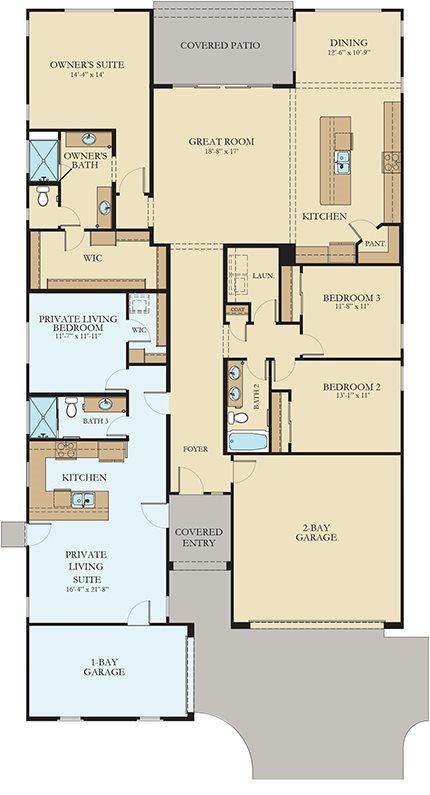 COVERED PATIO
DINING
12'-6" x 10'-9"
OWNER'S SUITE
14'-4" x 14'
GREAT ROOM
18'-8" x 17'
OWNER'S
BATH
KITCHEN
PANT.
WIC
LAUN.
COAT
BEDROOM 3
11'-8" x 11'
PRIVATE LIVING
BEDROOM
11'-7" x 11'-11"
WIC
BEDROOM 2
13'-1" x 11'
BATH 2
BATH 3
FOYER
KITCHEN
COVERED
ENTRY
2-BAY
GARAGE
PRIVATE
LIVING
SUITE
16'-4" x 21'-8"
1-BAY
GARAGE